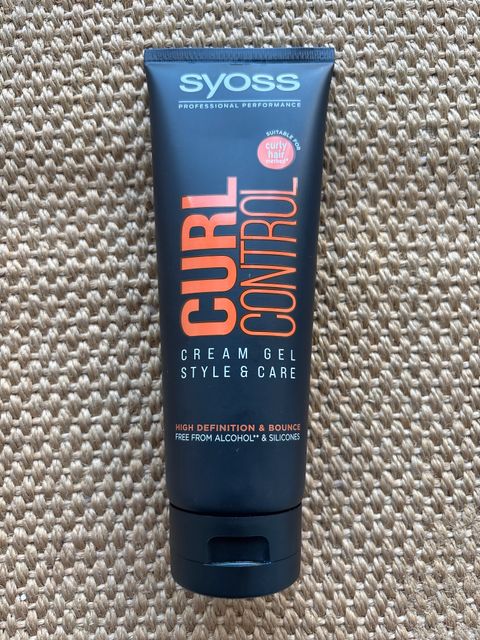 syoss
PROFESSIONAL PERFORMANCE
SUITABLE FOR
curly
hair
method*
CURL
CONTROL
CREAM GEL
STYLE & CARE
HIGH DEFINITION & BOUNCE
FREE FROM ALCOHOL** & SILICONES